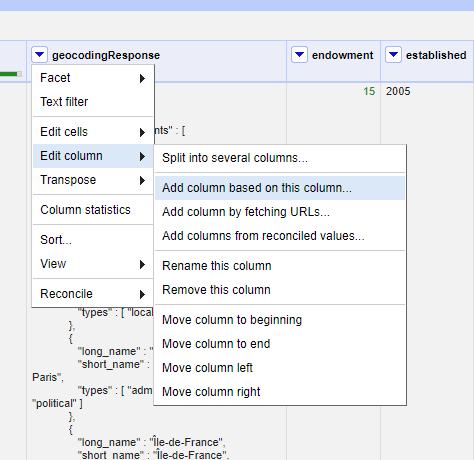 geocodingResponse
endowment
established
Facet
Text filter
Edit cells
Edit column
Transpose
Column statistics
Sort...
View
Reconcile
Split into several columns...
Add column based on this column...
Add column by fetching URLs...
Add columns from reconciled values...
Rename this column
Remove this column
Move column to beginning
Move column to end
Move column left
Move column right
15
2005
nts" : [
"types" : [ "loca
},
{
"long_name" : "
"short_name" :
Paris",
"types" : [ "adm
"political" ]
},
{
"long_name" : "Île-de-France",
"short_name" : "Île-de-France",